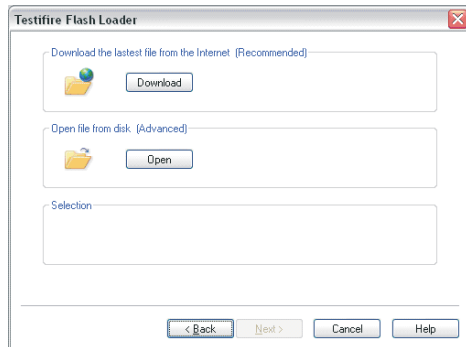 Testifire Flash Loader
Download the lastest file from the Internet (Recommended)
Download
Open file from disk (Advanced)
Open
Selection
< Back Next > Cancel Help